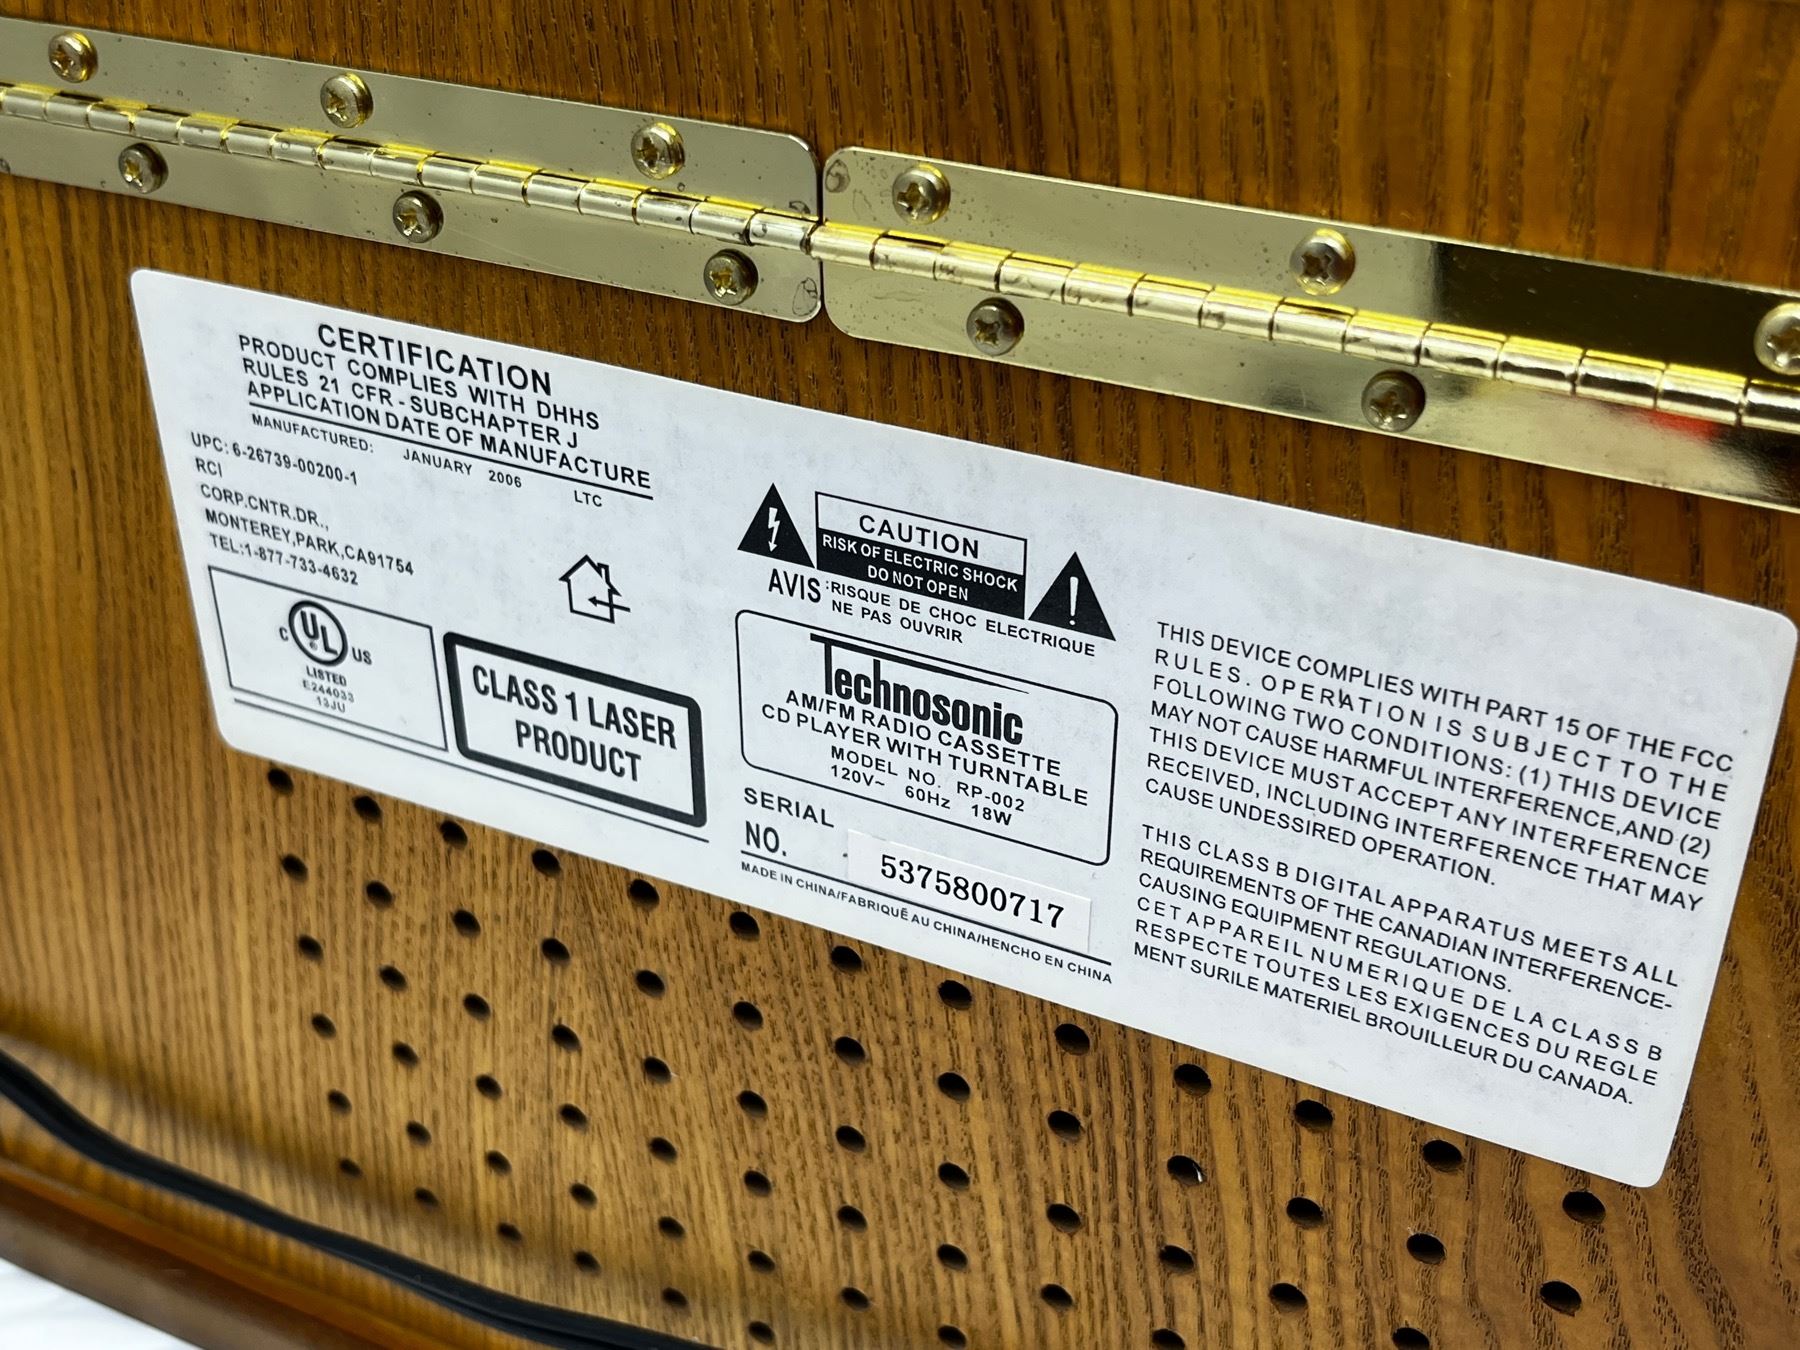 CERTIFICATION
PRODUCT COMPLIES WITH DHHS
RULES 21 CFR - SUBCHAPTER J
APPLICATION DATE OF MANUFACTURE
MANUFACTURED: JANUARY 2006 LTC
UPC: 6-26739-00200-1
RCI
CORP.CNTR.DR.,
MONTEREY,PARK,CA91754
TEL:1-877-733-4632
C UL ® US
LISTED
E244033
13JU
CLASS 1 LASER
PRODUCT
CAUTION
RISK OF ELECTRIC SHOCK
DO NOT OPEN
AVIS :RISQUE DE CHOC ELECTRIQUE
NE PAS OUVRIR
Technosonic
AM/FM RADIO CASSETTE
CD PLAYER WITH TURNTABLE
MODEL NO. RP-002
120V~ 60Hz 18W
SERIAL
NO. 5375800717
MADE IN CHINA/FABRIQUĒ AU CHINA/HENCHO EN CHINA
THIS DEVICE COMPLIES WITH PART 15 OF THE FCC
RULES. OPERATION IS SUBJECT TO THE
FOLLOWING TWO CONDITIONS: (1) THIS DEVICE
MAY NOT CAUSE HARMFUL INTERFERENCE,AND (2)
THIS DEVICE MUST ACCEPT ANY INTERFERENCE
RECEIVED, INCLUDING INTERFERENCE THAT MAY
CAUSE UNDESSIRED OPERATION.
THIS CLASS B DIGITAL APPARATUS MEETS ALL
REQUIREMENTS OF THE CANADIAN INTERFERENCE-
CAUSING EQUIPMENT REGULATIONS.
CET APPAREIL NUMERIQUE DE LA CLASS B
RESPECTE TOUTES LES EXIGENCES DU REGLE
MENT SURILE MATERIEL BROUILLEUR DU CANADA.